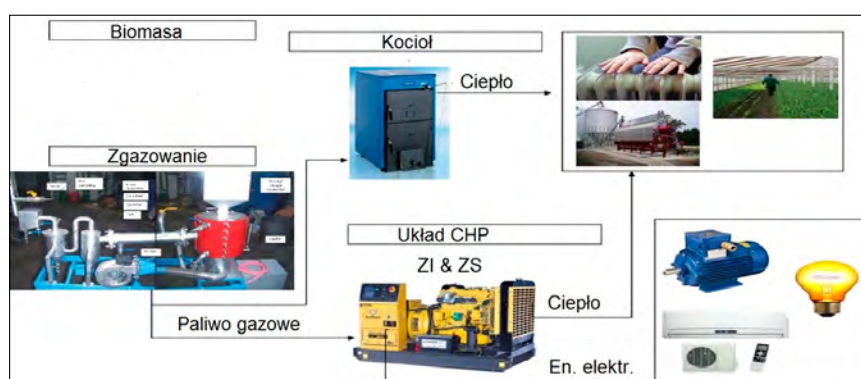 Biomasa
Kocioł
Ciepło
Zgazowanie
Układ CHP
ZI & ZS
Ciepło
Paliwo gazowe
En. elektr.